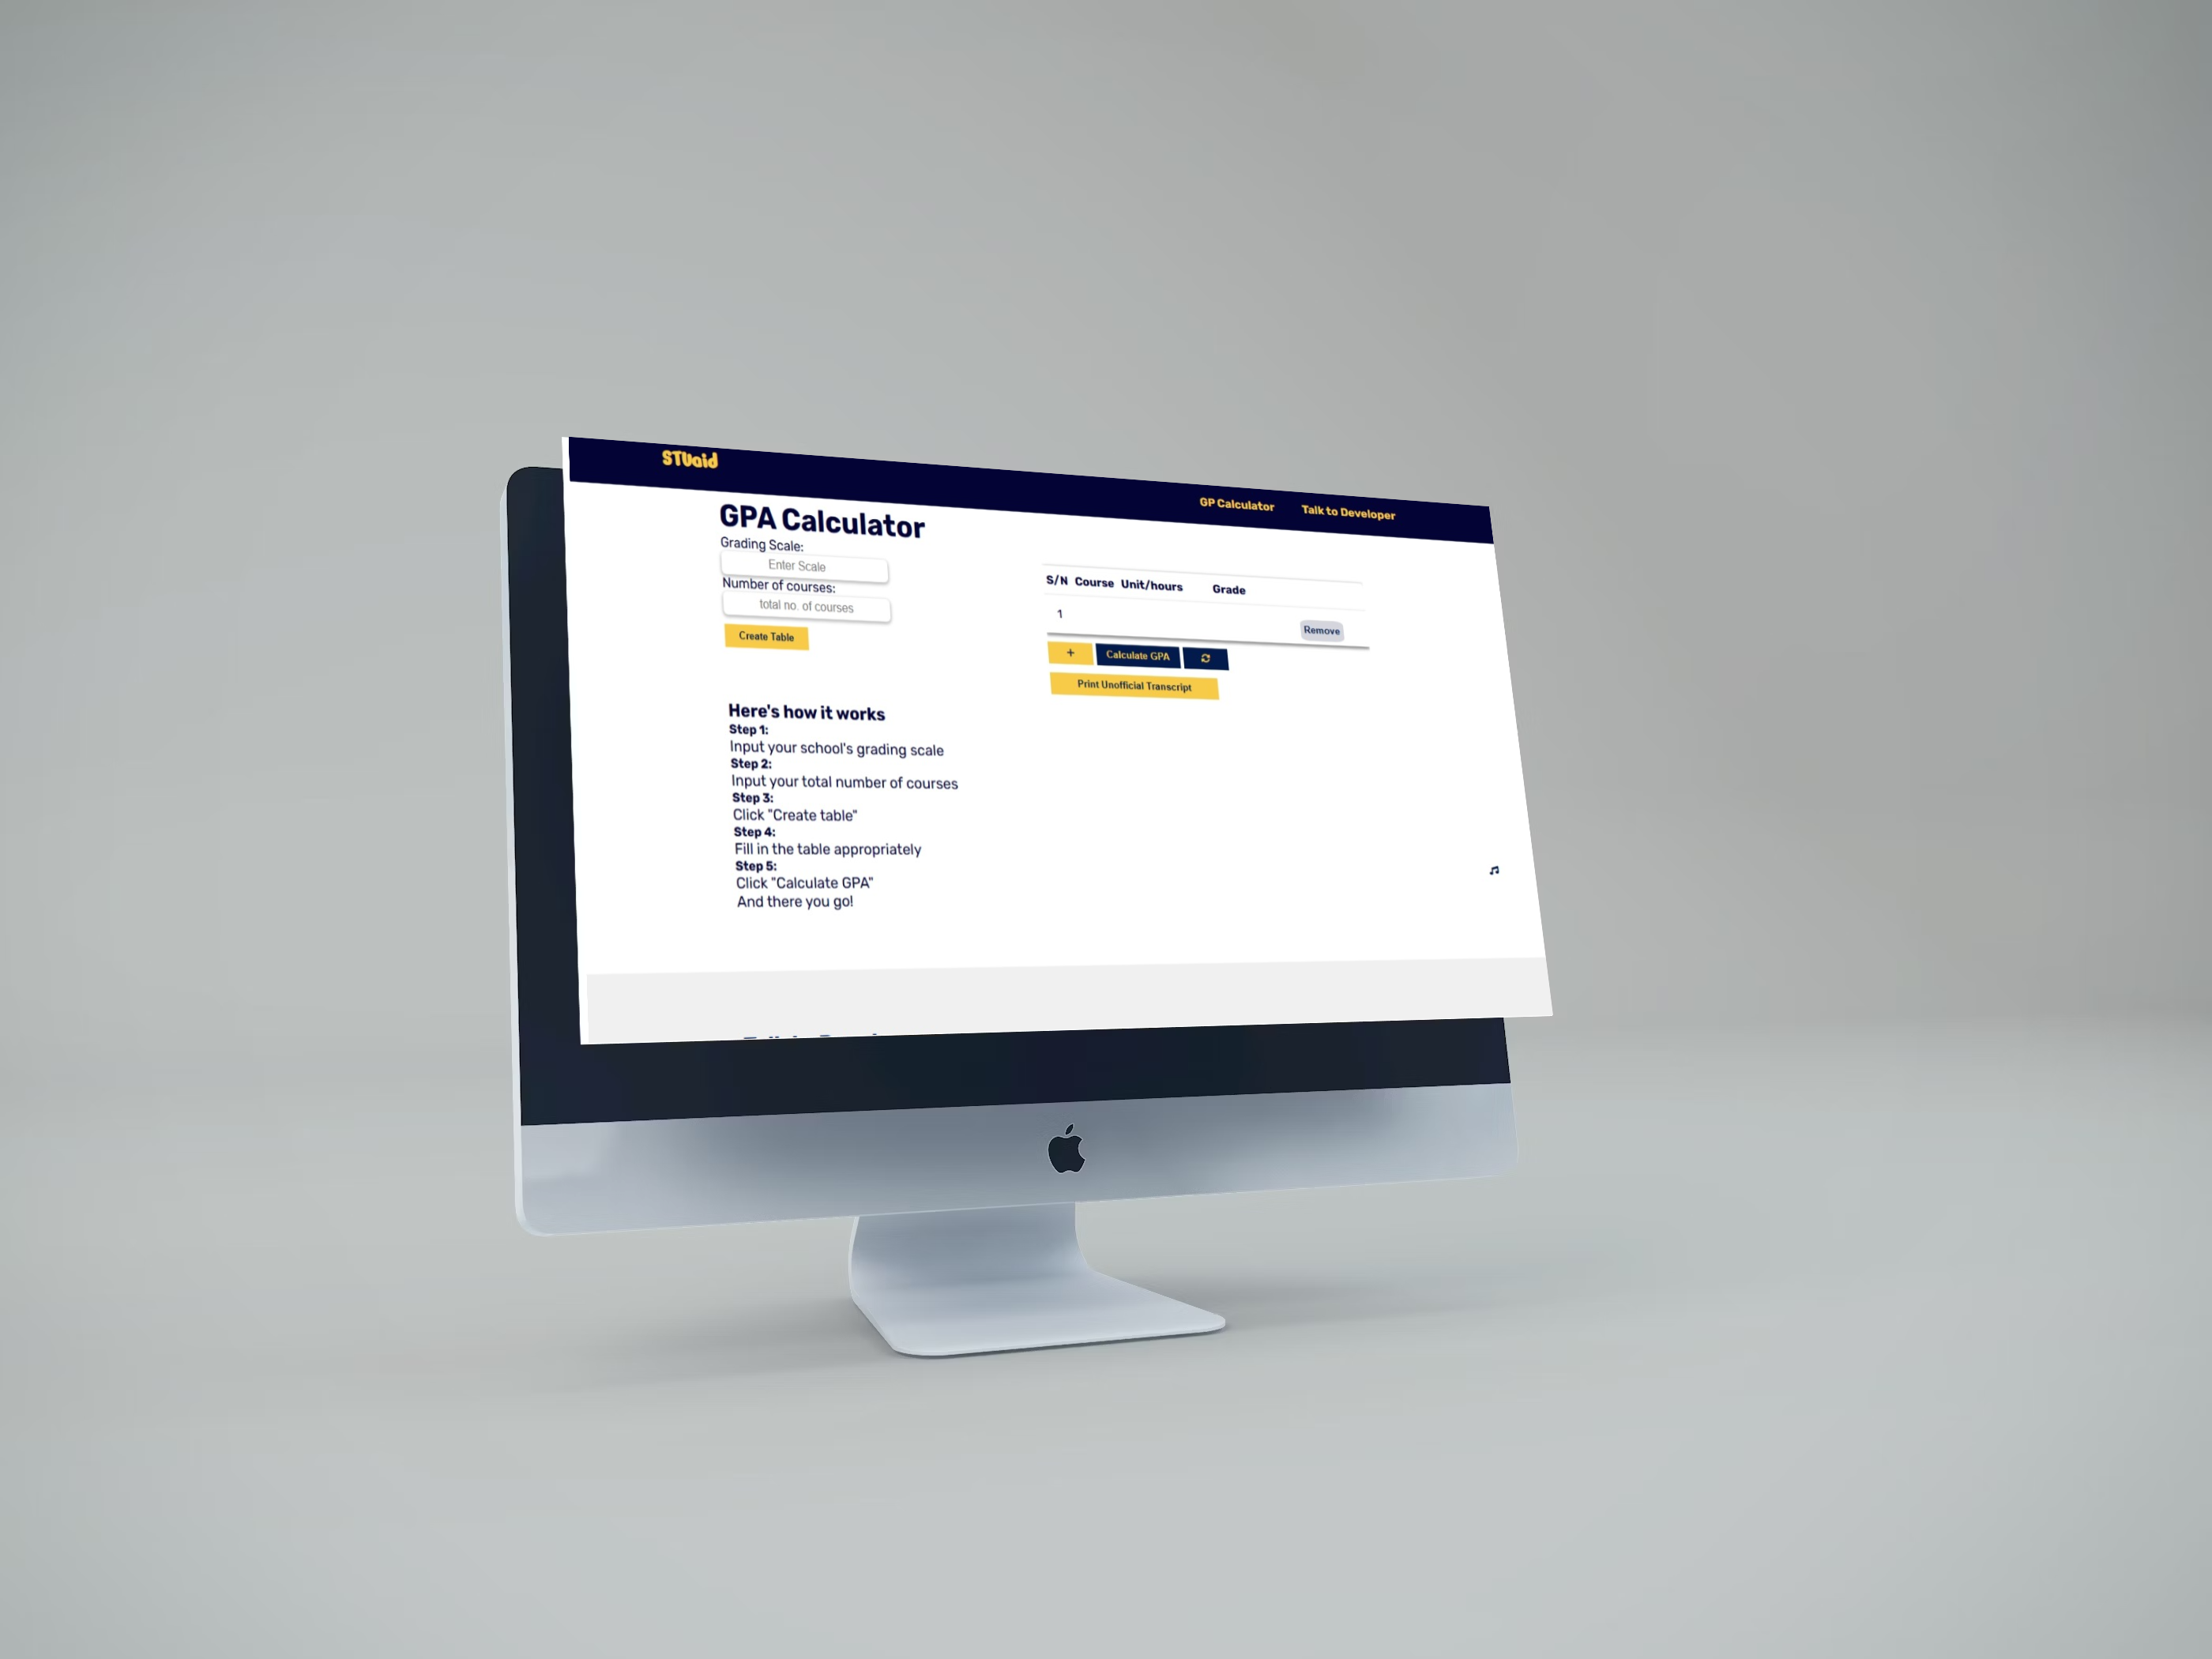 STUaid
GP Calculator
Talk to Developer
GPA Calculator
Grading Scale:
Enter Scale
Number of courses:
total no. of courses
Create Table
S/N Course Unit/hours Grade
1
Remove
+
Calculate GPA
Print Unofficial Transcript
Here's how it works
Step 1:
Input your school's grading scale
Step 2:
Input your total number of courses
Step 3:
Click "Create table"
Step 4:
Fill in the table appropriately
Step 5:
Click "Calculate GPA"
And there you go!